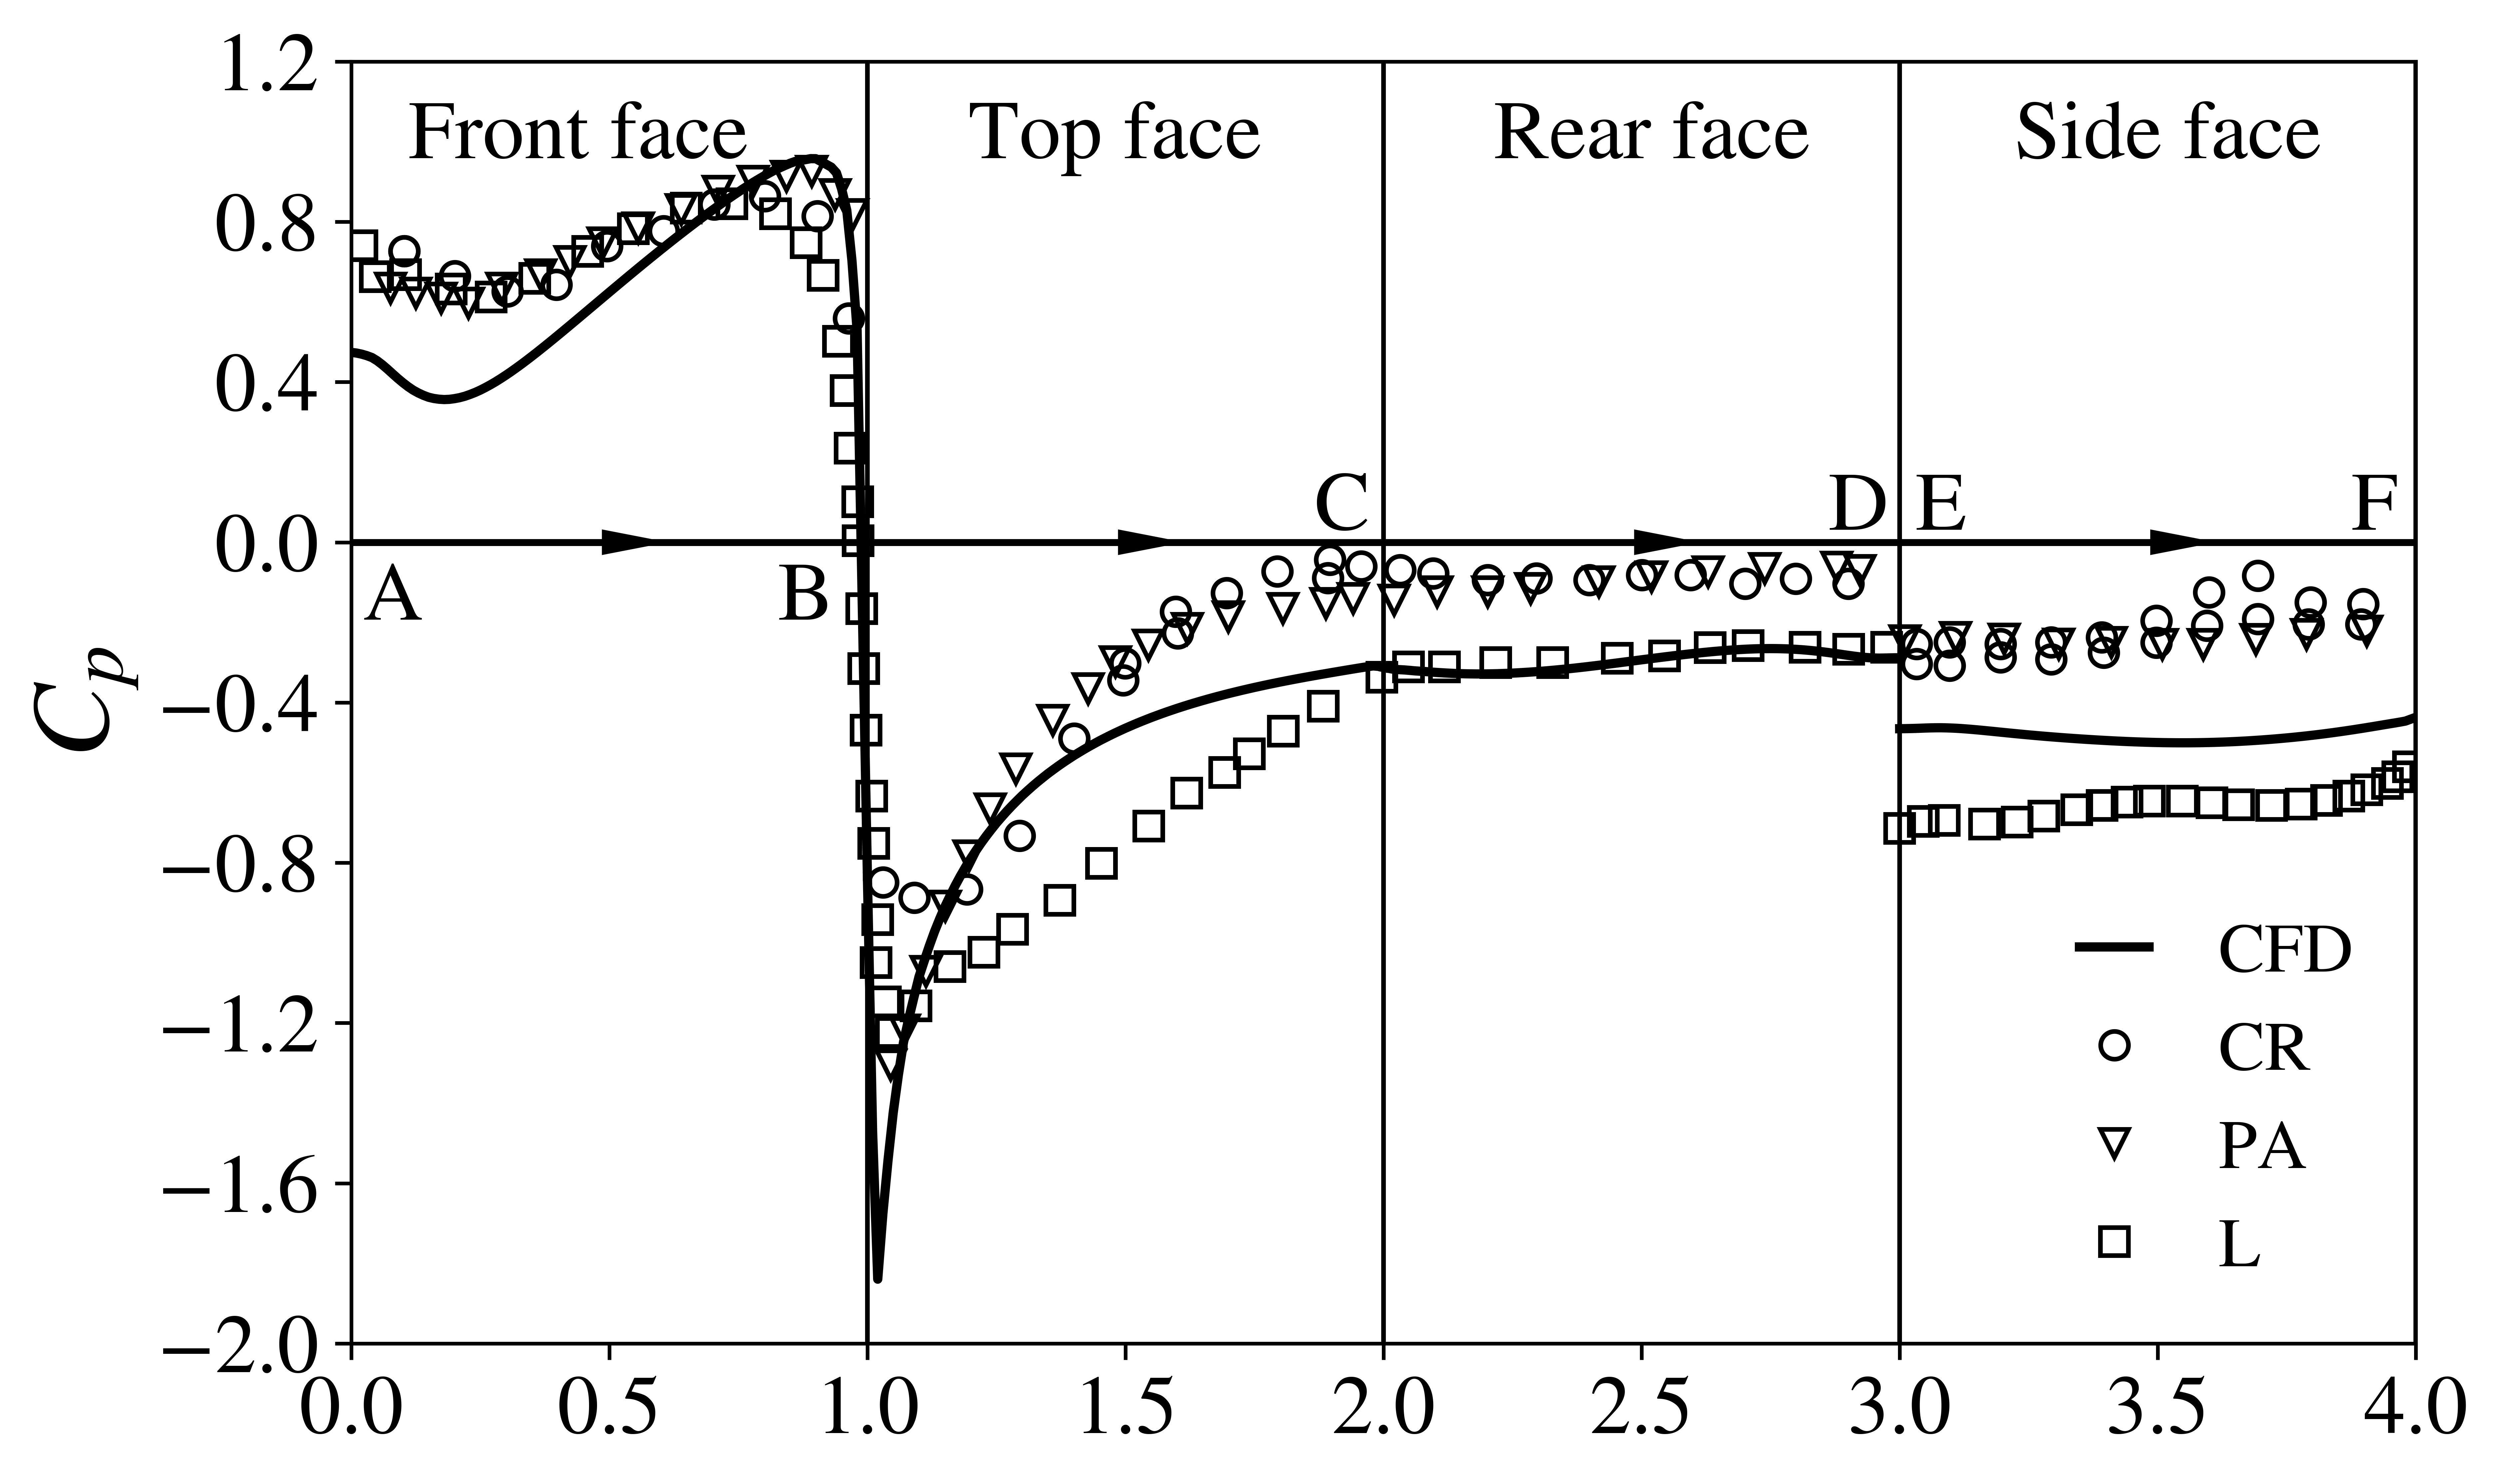 1.2
Front face Top face Rear face Side face
0.8
0.4
C D E F
0.0
A B
Cp
−0.4
−0.8
CFD
CR
−1.2
PA
−1.6
L
−2.0
0.0 0.5 1.0 1.5 2.0 2.5 3.0 3.5 4.0